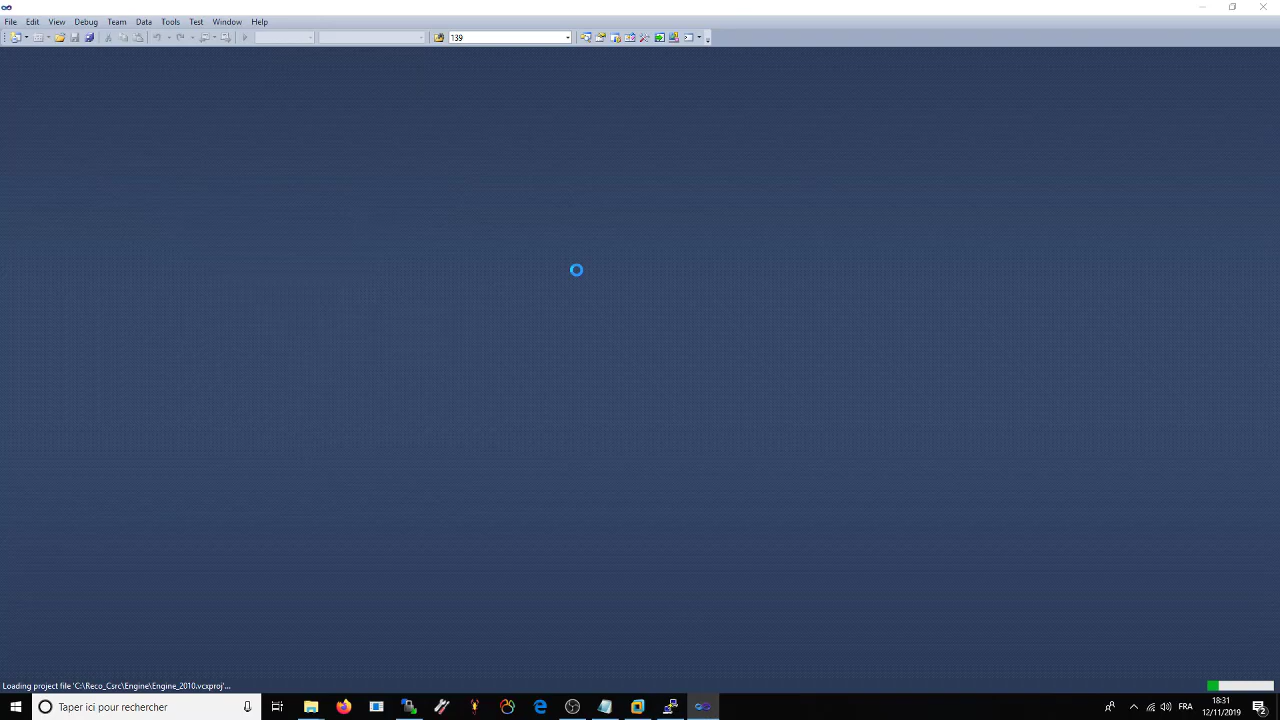 File Edit View Debug Team Data Tools Test Window Help
139
Loading project file 'C:\Reco_Csrc\Engine\Engine_2010.vcxproj'...
Taper ici pour rechercher
FRA
18:31
12/11/2019
2